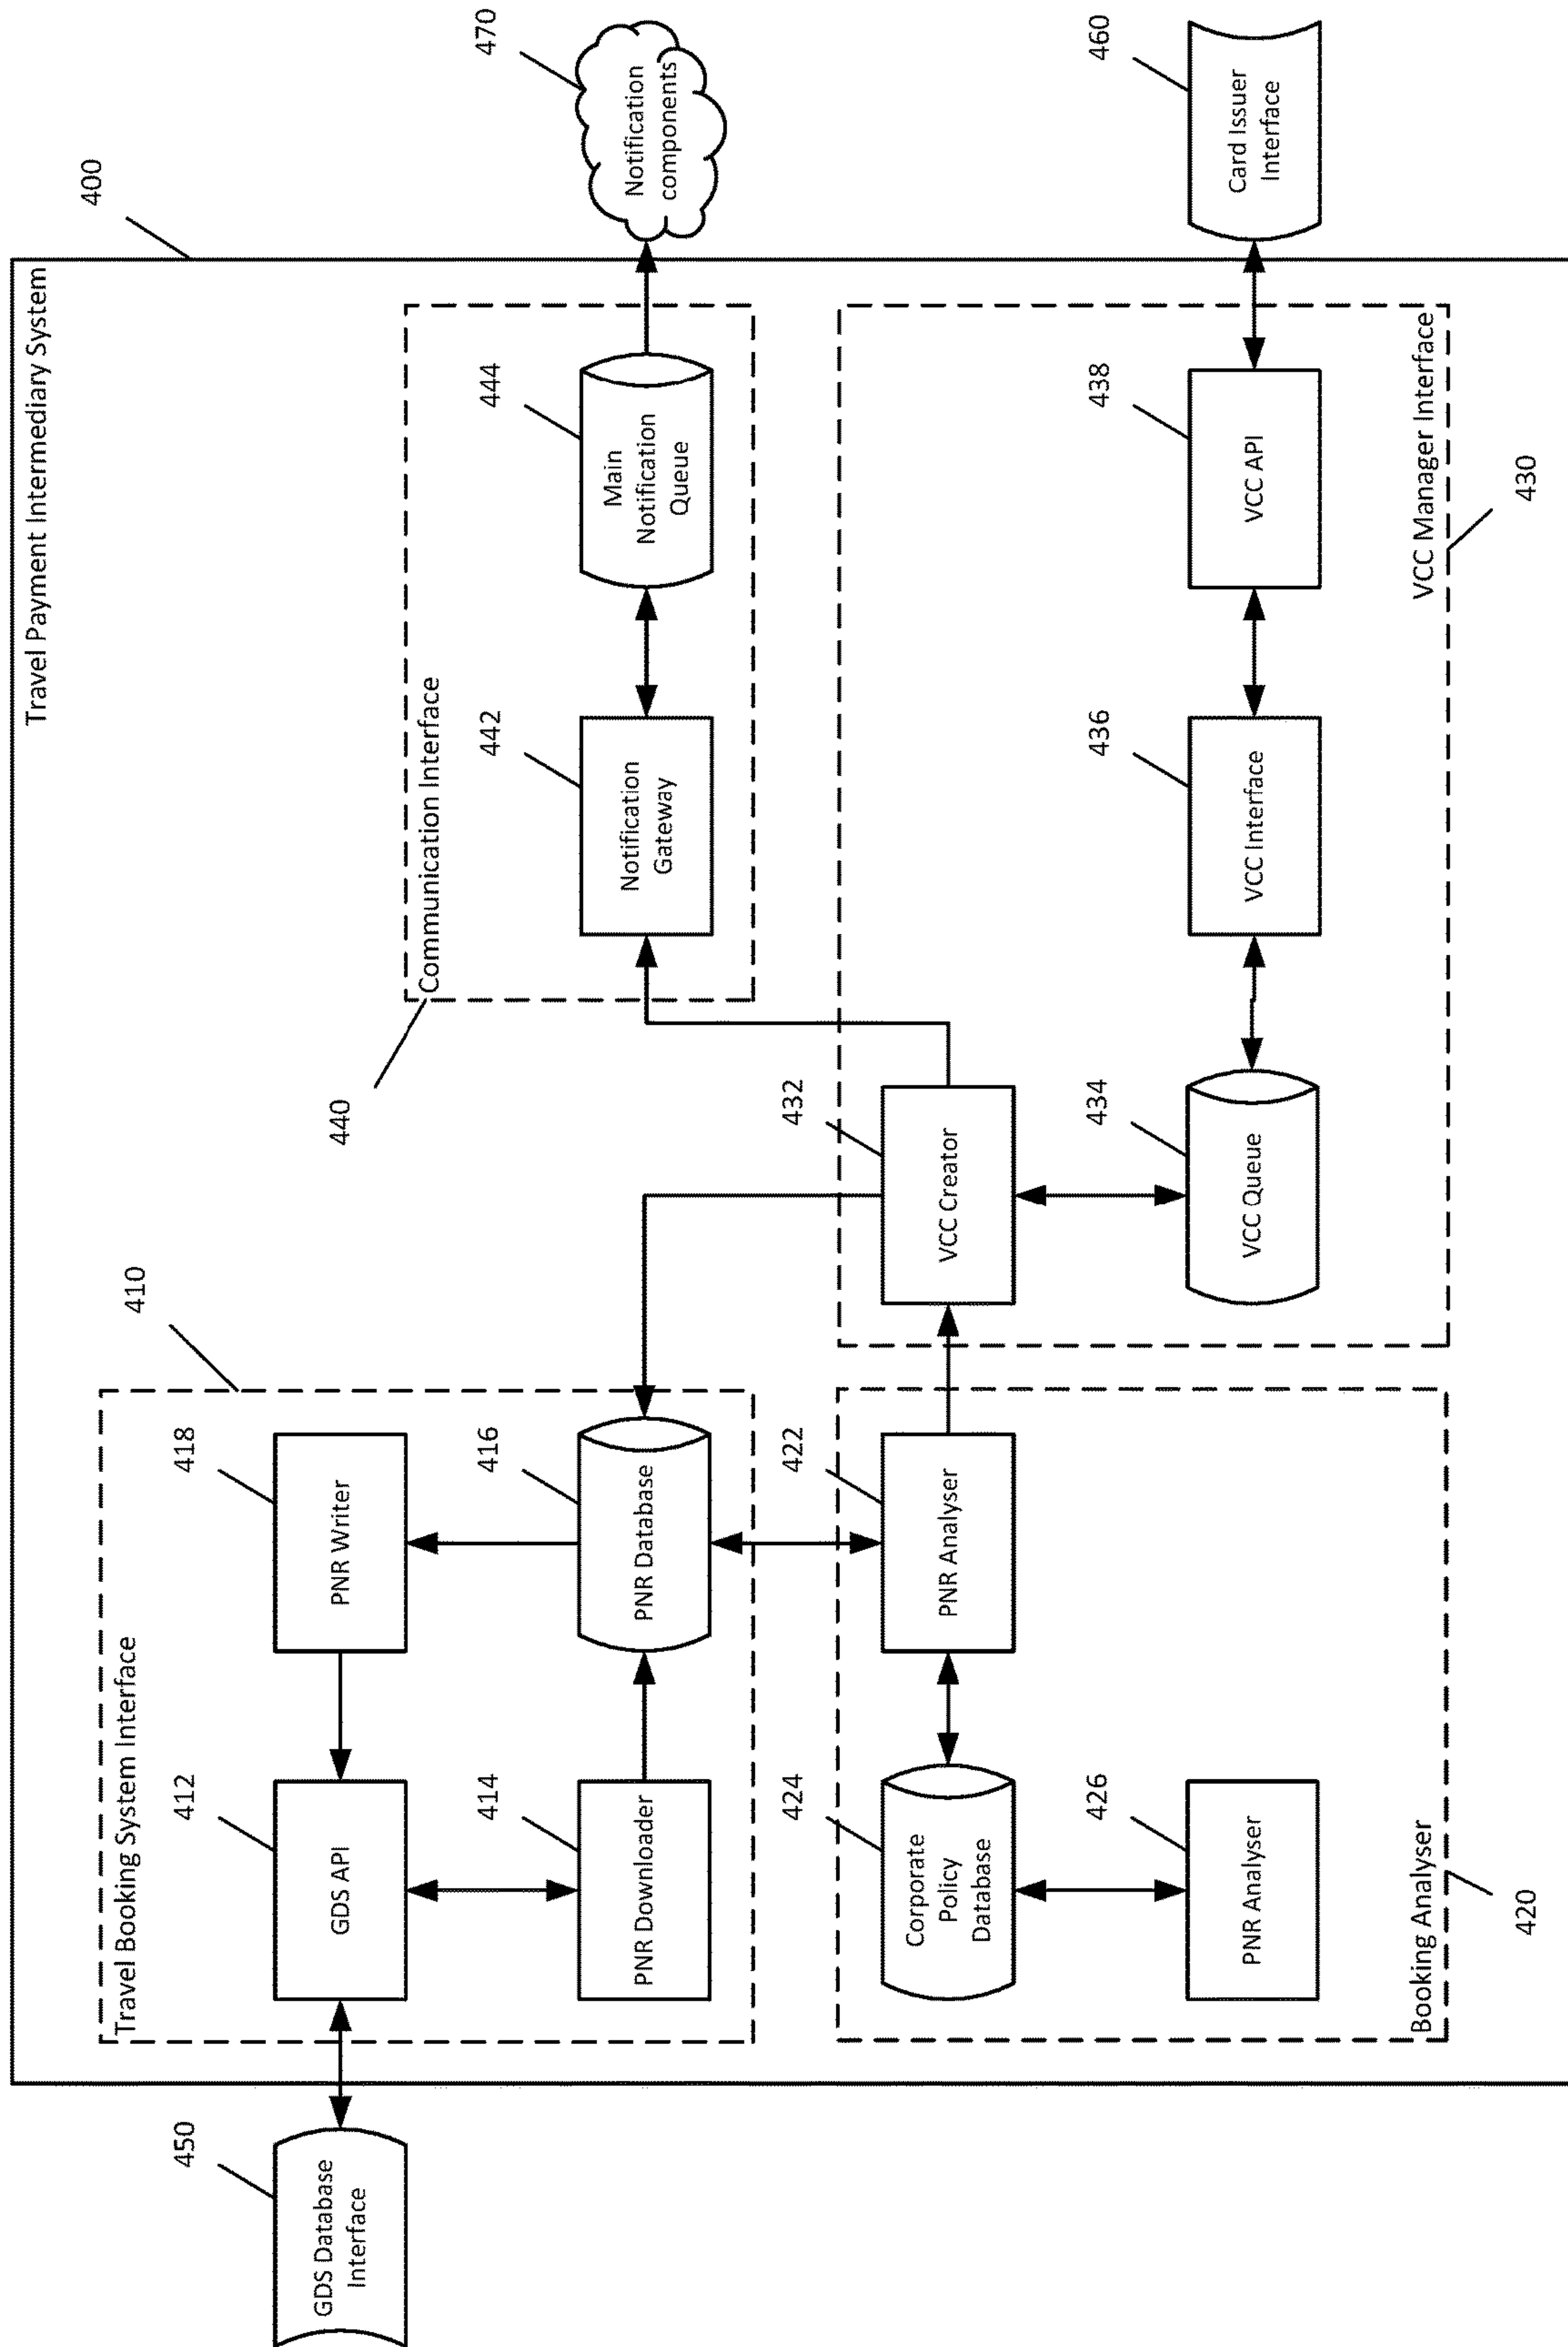 400
Travel Payment Intermediary System
410
Travel Booking System Interface
450
GDS Database
Interface
412
GDS API
418
PNR Writer
414
PNR Downloader
416
PNR Database
440
Communication Interface
442
Notification
Gateway
444
Main
Notification
Queue
470
Notification
components
424
Corporate
Policy
Database
422
PNR Analyser
426
PNR Analyser
Booking Analyser
420
432
VCC Creator
434
VCC Queue
436
VCC Interface
438
VCC API
VCC Manager Interface
430
460
Card Issuer
Interface